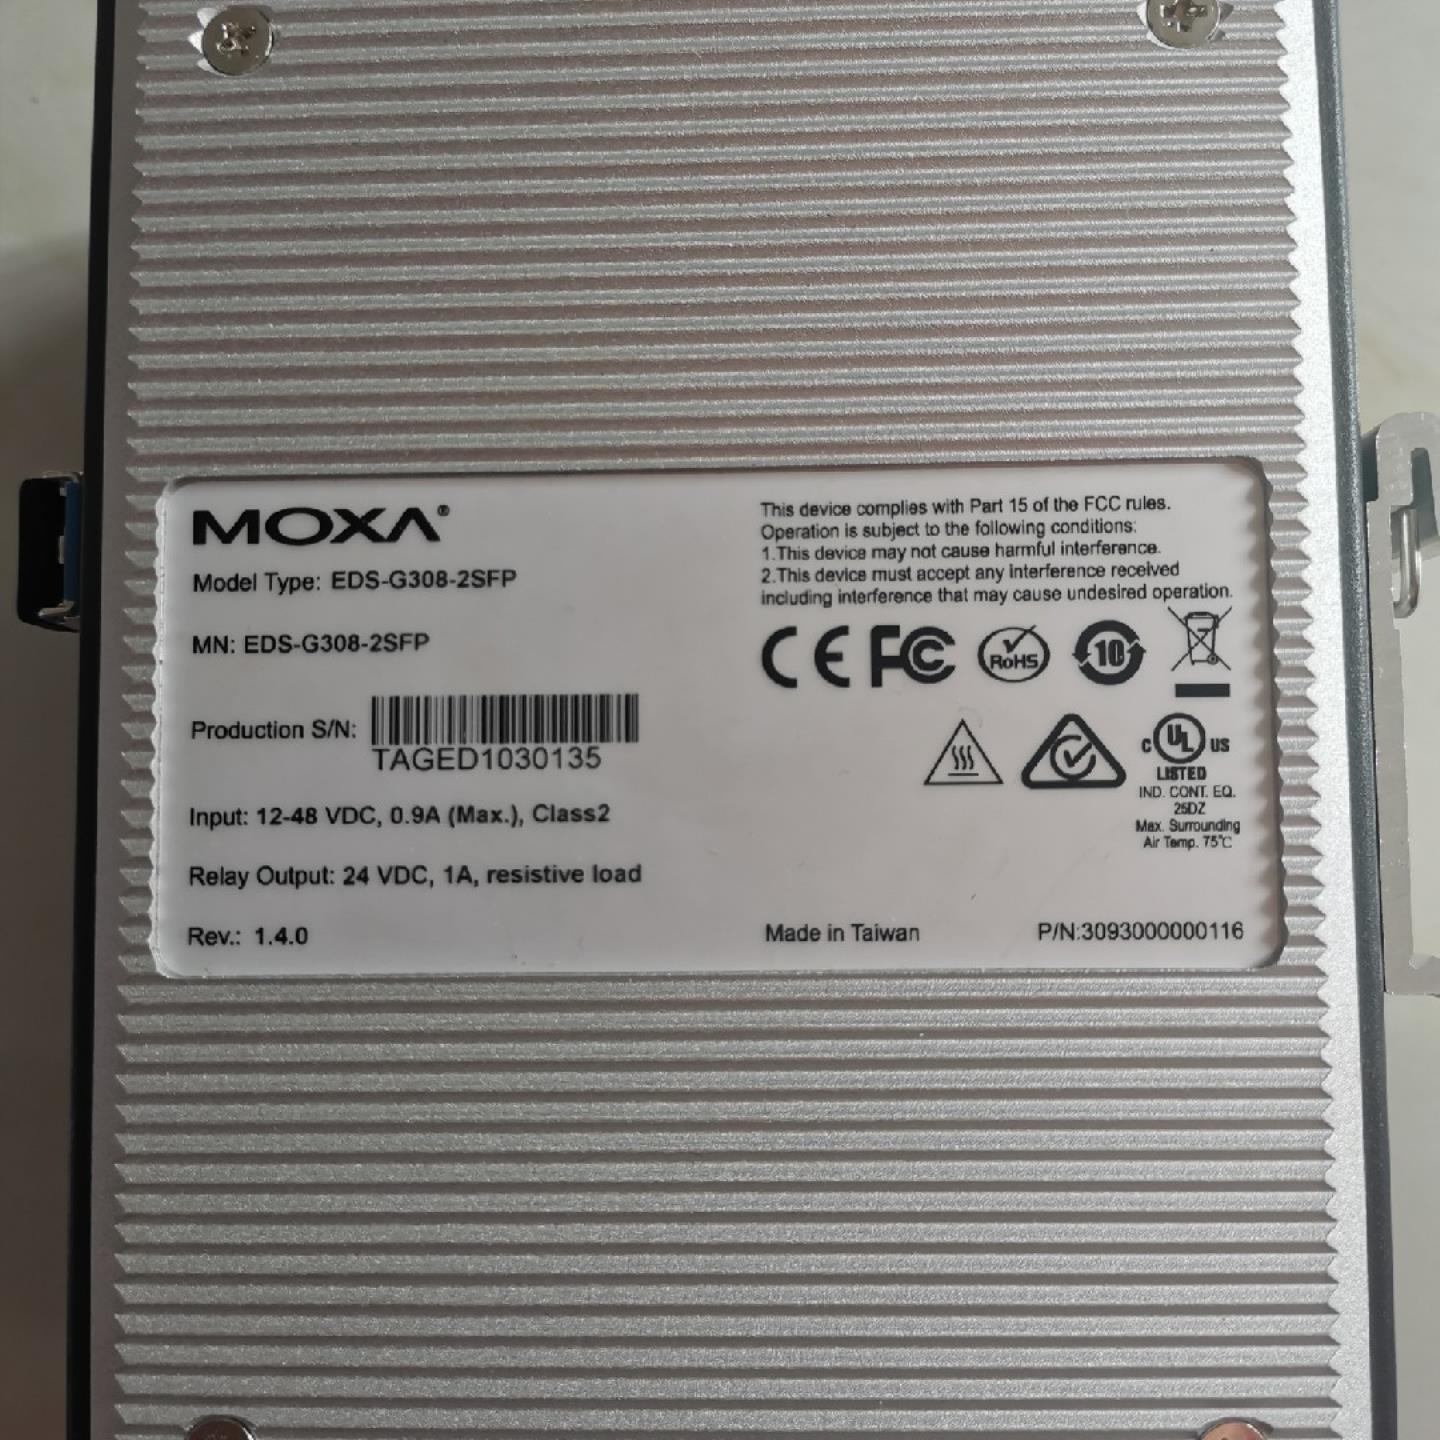 MOXA®
Model Type: EDS-G308-2SFP
MN: EDS-G308-2SFP
Production S/N:
TAGED1030135
Input: 12-48 VDC, 0.9A (Max.), Class2
Relay Output: 24 VDC, 1A, resistive load
Rev.: 1.4.0
This device complies with Part 15 of the FCC rules.
Operation is subject to the following conditions:
1.This device may not cause harmful interference.
2.This device must accept any interference received
including interference that may cause undesired operation.
CE FC RoHS 10
c UL US
LISTED
IND. CONT. EQ.
25DZ
Max. Surrounding
Air Temp. 75°C
Made in Taiwan
P/N:3093000000116